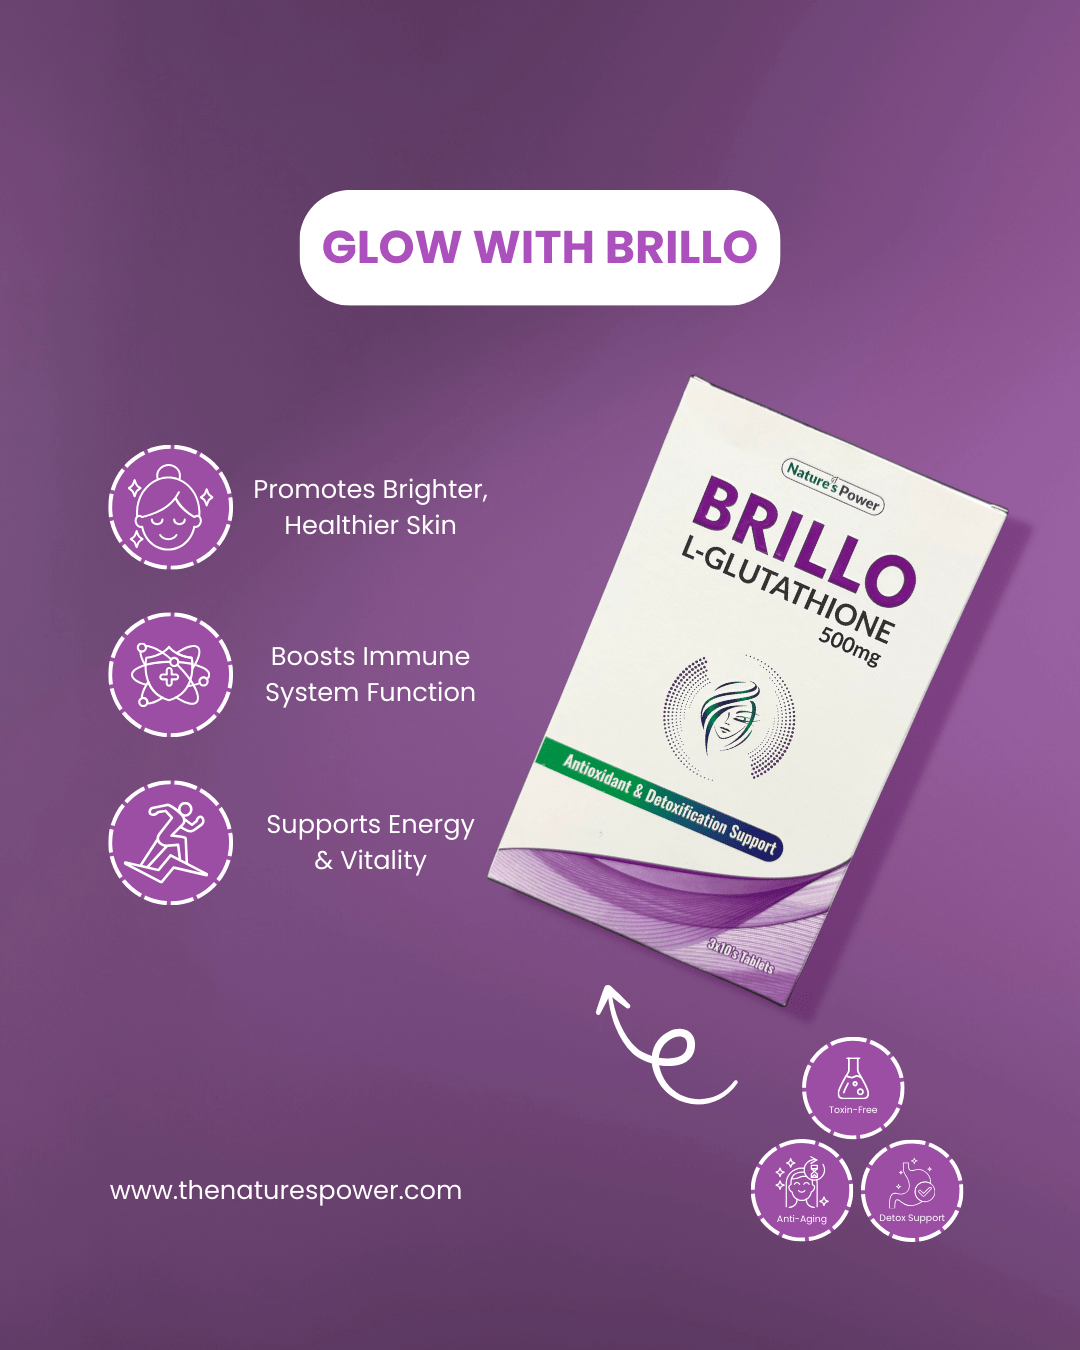 GLOW WITH BRILLO
Promotes Brighter,
Healthier Skin
Boosts Immune
System Function
Supports Energy
& Vitality
Nature's Power
BRILLO
L-GLUTATHIONE
500mg
Antioxidant & Detoxification Support
3x10's Tablets
Toxin-Free
Anti-Aging
Detox Support
www.thenaturespower.com